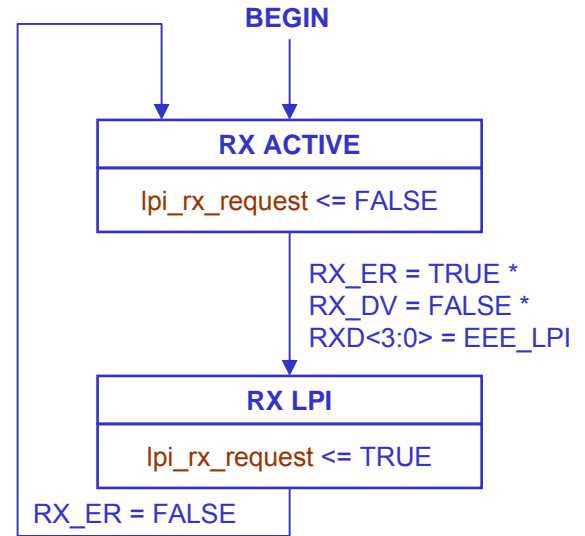 BEGIN
RX ACTIVE
lpi_rx_request <= FALSE
RX_ER = TRUE *
RX_DV = FALSE *
RXD<3:0> = EEE_LPI
RX LPI
lpi_rx_request <= TRUE
RX_ER = FALSE